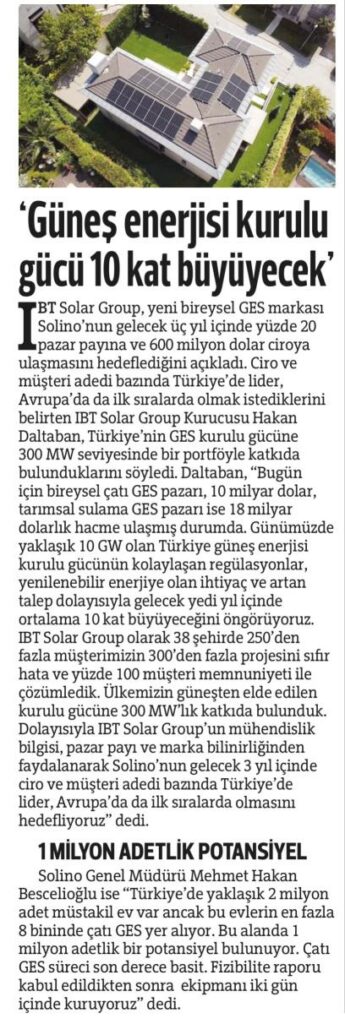 ‘Güneş enerjisi kurulu
gücü 10 kat büyüyecek’
İBT Solar Group, yeni bireysel GES markası
Solino’nun gelecek üç yıl içinde yüzde 20
pazar payına ve 600 milyon dolar ciroya
ulaşmasını hedeflediğini açıkladı. Ciro ve
müşteri adedi bazında Türkiye’de lider,
Avrupa’da da ilk sıralarda olmak istediklerini
belirten IBT Solar Group Kurucusu Hakan
Daltaban, Türkiye’nin GES kurulu gücüne
300 MW seviyesinde bir portföyle katkıda
bulunduklarını söyledi. Daltaban, “Bugün
için bireysel çatı GES pazarı, 10 milyar dolar,
tarımsal sulama GES pazarı ise 18 milyar
dolarlık hacme ulaşmış durumda. Günümüzde
yaklaşık 10 GW olan Türkiye güneş enerjisi
kurulu gücünün kolaylaşan regülasyonlar,
yenilenebilir enerjiye olan ihtiyaç ve artan
talep dolayısıyla gelecek yedi yıl içinde
ortalama 10 kat büyüyeceğini öngörüyoruz.
IBT Solar Group olarak 38 şehirde 250’den
fazla müşterimizin 300’den fazla projesini sıfır
hata ve yüzde 100 müşteri memnuniyeti ile
çözümledik. Ülkemizin güneşten elde edilen
kurulu gücüne 300 MW’lık katkıda bulunduk.
Dolayısıyla IBT Solar Group’un mühendislik
bilgisi, pazar payı ve marka bilinirliğinden
faydalanarak Solino’nun gelecek 3 yıl içinde
ciro ve müşteri adedi bazında Türkiye’de
lider, Avrupa’da da ilk sıralarda olmasını
hedefliyoruz” dedi.
1 MİLYON ADETLİK POTANSİYEL
Solino Genel Müdürü Mehmet Hakan
Bescelioğlu ise “Türkiye’de yaklaşık 2 milyon
adet müstakil ev var ancak bu evlerin en fazla
8 bininde çatı GES yer alıyor. Bu alanda 1
milyon adetlik bir potansiyel bulunuyor. Çatı
GES süreci son derece basit. Fizibilite raporu
kabul edildikten sonra ekipmanı iki gün
içinde kuruyoruz” dedi.